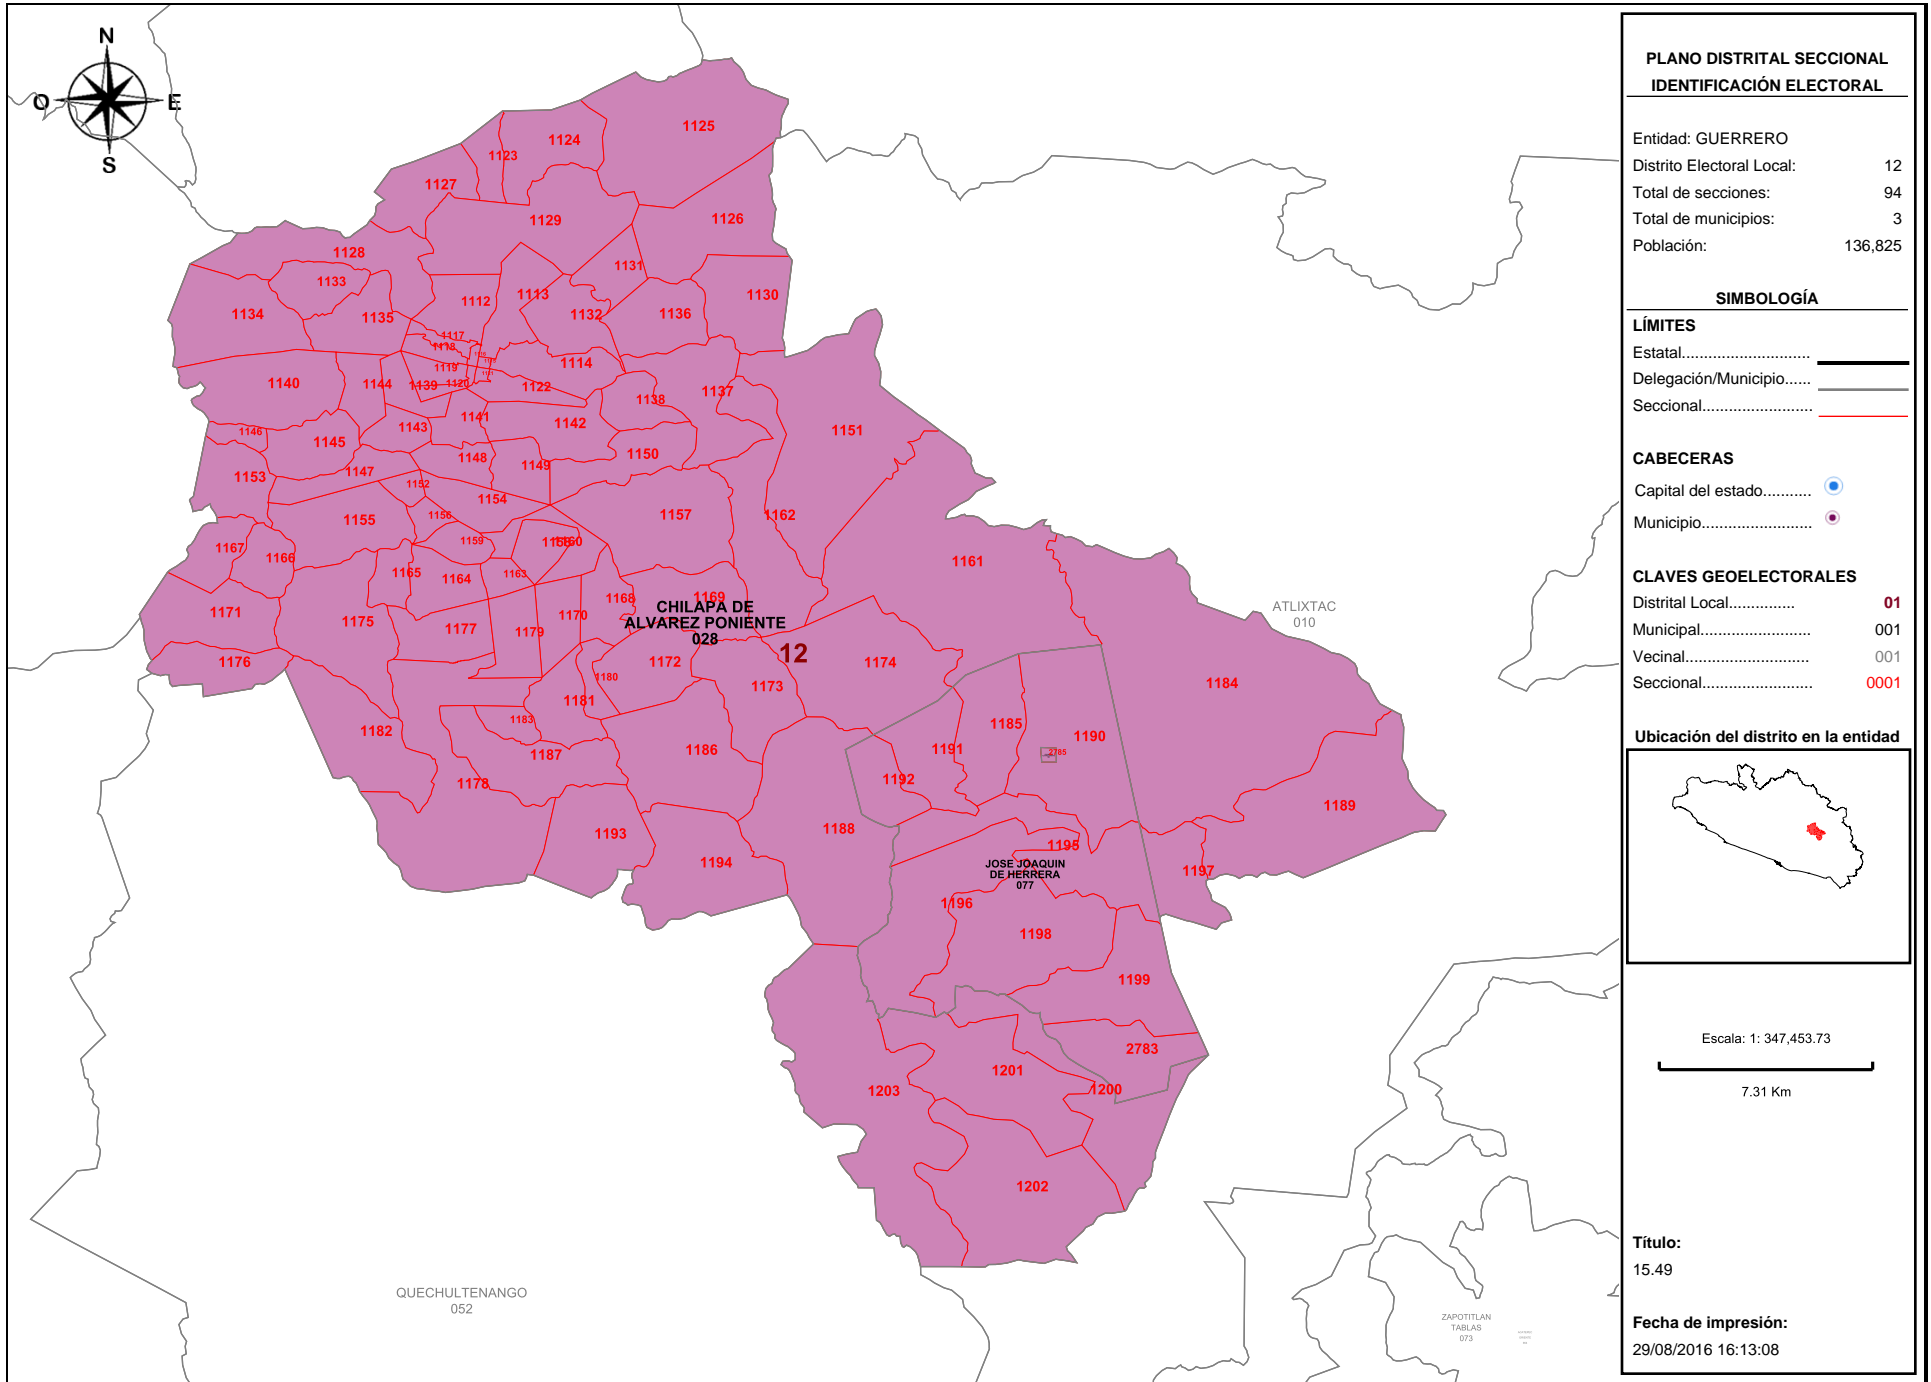 N
O
E
S
1125
1124
1123
1127
1129
1126
1128
1131
1133
1130
1113
1112
1134
1135
1132
1136
1117
1118
1114
1119
1140
1144
1139
1120
1122
1137
1138
1141
1142
1143
1151
1146
1145
1150
1148
1149
1147
1153
1152
1154
1155
1156
1157
1162
1159
1160
1167
1166
1161
1165
1164
1163
1168
1169
CHILAPA DE
ALVAREZ PONIENTE
028
1171
1175
1177
1179
1170
12
ATLIXTAC
010
1176
1172
1174
1180
1173
1184
1181
1183
1182
1185
1190
1191
1187
1186
2785
1192
1178
1189
1193
1188
1194
1195
JOSE JOAQUIN
DE HERRERA
077
1197
1196
1198
1199
2783
1201
1203
1200
1202
QUECHULTENANGO
052
ZAPOTITLAN
TABLAS
073
PLANO DISTRITAL SECCIONAL
IDENTIFICACIÓN ELECTORAL
Entidad: GUERRERO
Distrito Electoral Local: 12
Total de secciones: 94
Total de municipios: 3
Población: 136,825
SIMBOLOGÍA
LÍMITES
Estatal............................
Delegación/Municipio......
Seccional.........................
CABECERAS
Capital del estado...........
Municipio.........................
CLAVES GEOELECTORALES
Distrital Local............... 01
Municipal......................... 001
Vecinal............................ 001
Seccional......................... 0001
Ubicación del distrito en la entidad
Escala: 1: 347,453.73
7.31 Km
Título:
15.49
Fecha de impresión:
29/08/2016 16:13:08